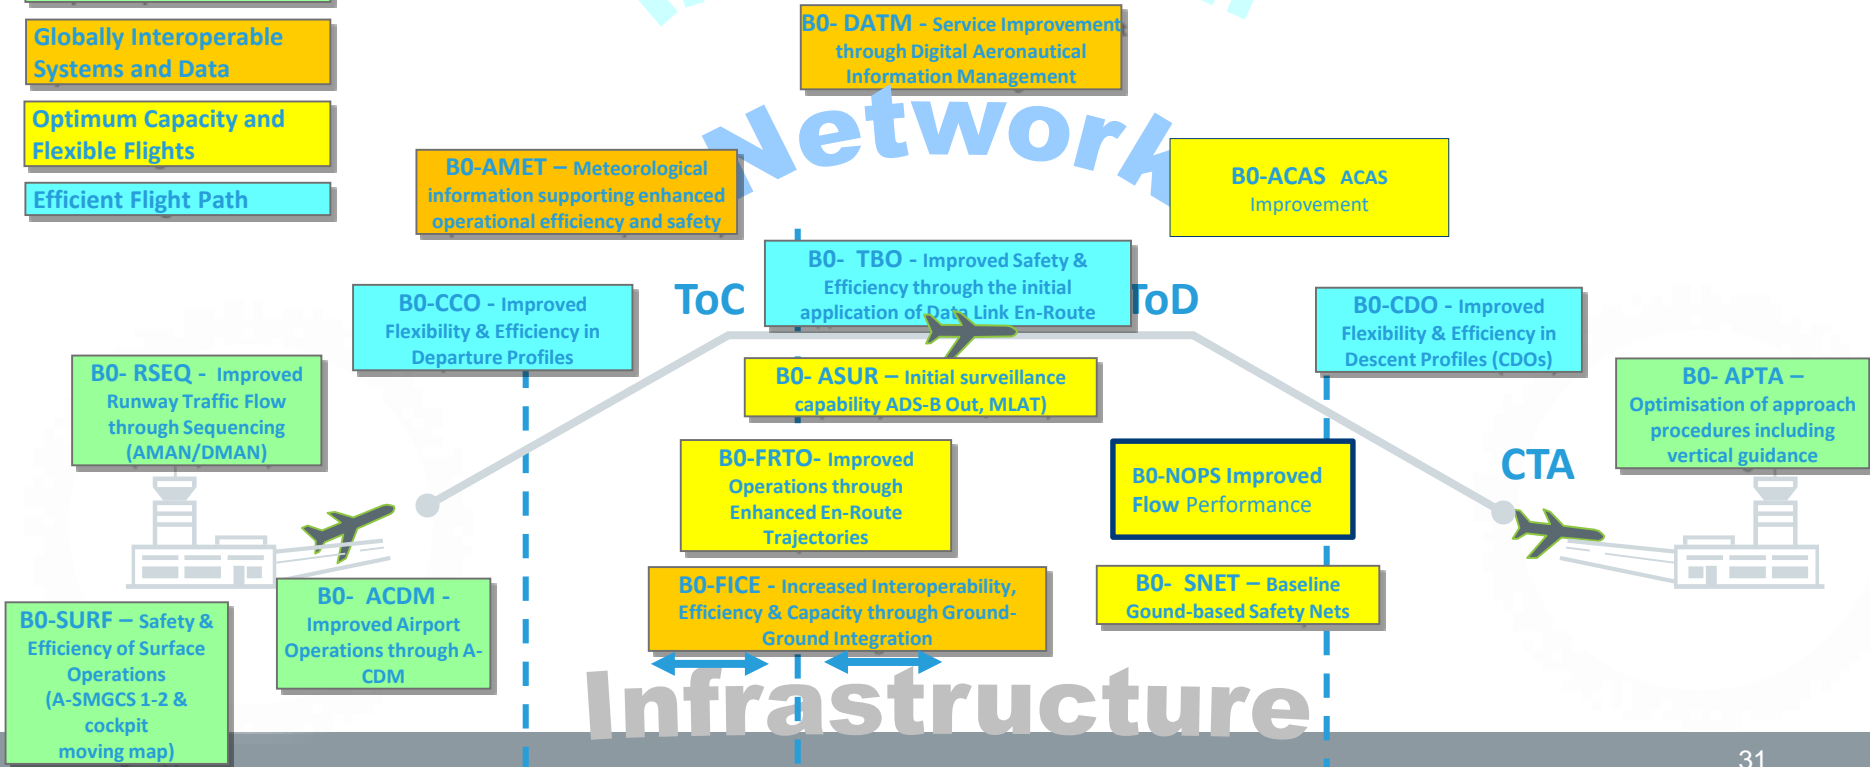 Globally Interoperable
Systems and Data
Optimum Capacity and
Flexible Flights
Efficient Flight Path
B0- DATM - Service Improvement
through Digital Aeronautical
Information Management
Network
B0-AMET – Meteorological
information supporting enhanced
operational efficiency and safety
B0-ACAS ACAS
Improvement
B0- TBO - Improved Safety &
Efficiency through the initial
application of Data Link En-Route
ToC
ToD
B0-CCO - Improved
Flexibility & Efficiency in
Departure Profiles
B0-CDO - Improved
Flexibility & Efficiency in
Descent Profiles (CDOs)
B0- RSEQ - Improved
Runway Traffic Flow
through Sequencing
(AMAN/DMAN)
B0- ASUR – Initial surveillance
capability ADS-B Out, MLAT)
B0- APTA –
Optimisation of approach
procedures including
vertical guidance
B0-FRTO- Improved
Operations through
Enhanced En-Route
Trajectories
B0-NOPS Improved
Flow Performance
CTA
B0-FICE - Increased Interoperability,
Efficiency & Capacity through Ground-
Ground Integration
B0- SNET – Baseline
Gound-based Safety Nets
B0- ACDM -
Improved Airport
Operations through A-
CDM
B0-SURF – Safety &
Efficiency of Surface
Operations
(A-SMGCS 1-2 &
cockpit
moving map)
Infrastructure
31